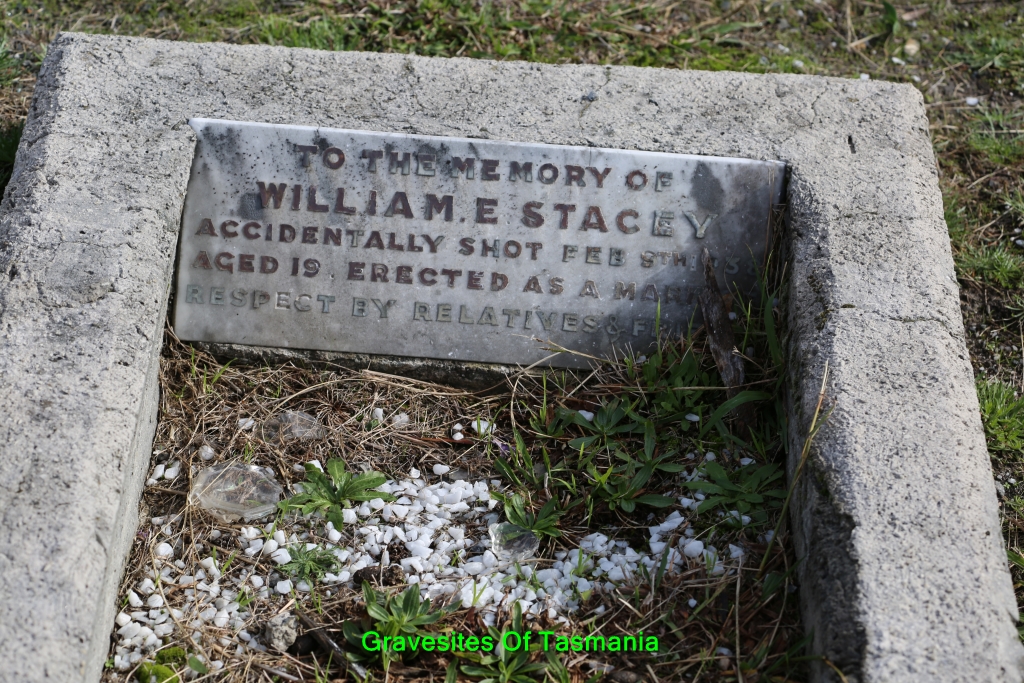 TO THE MEMORY OF
WILLIAM.E STACEY
ACCIDENTALLY SHOT FEB 9TH
AGED 19 ERECTED AS A MARK
RESPECT BY RELATIVES &
Gravesites Of Tasmania